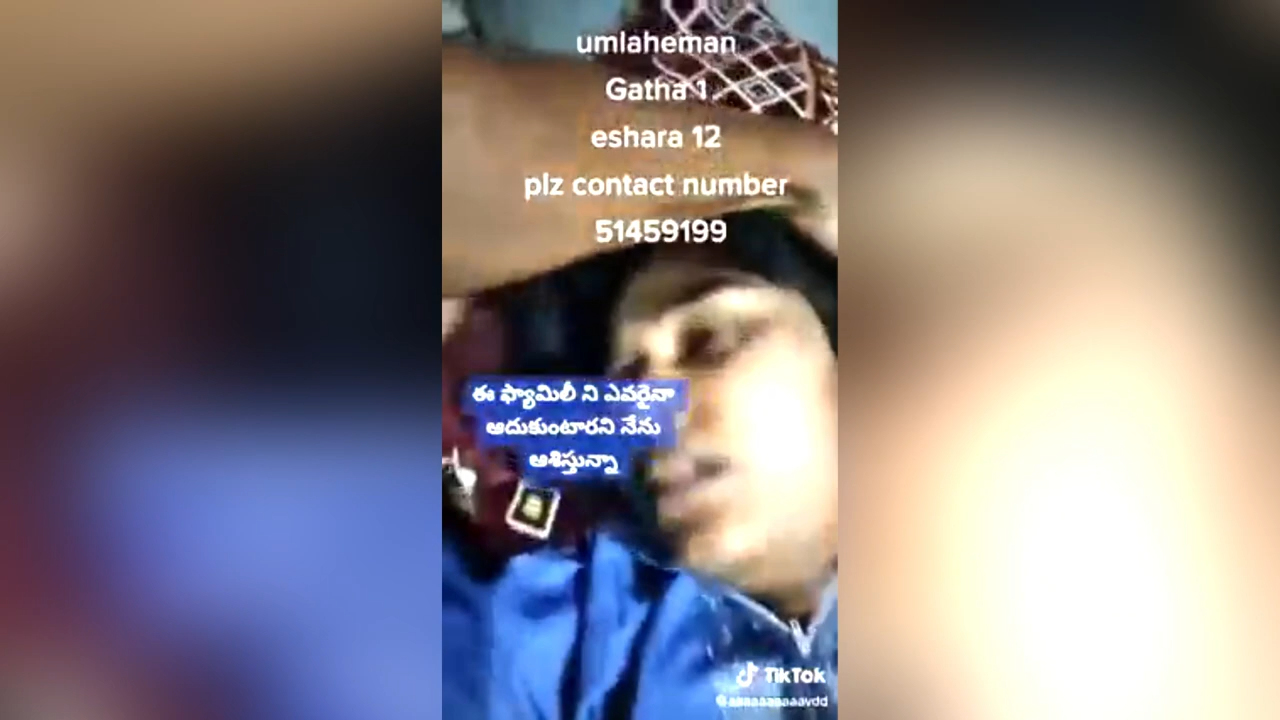 umlaheman
Gatha 1
eshara 12
plz contact number
51459199
ఈ ఫ్యామిలీ ని ఎవరైనా
ఆదుకుంటారని నేను
ఆశిస్తున్నా
TikTok